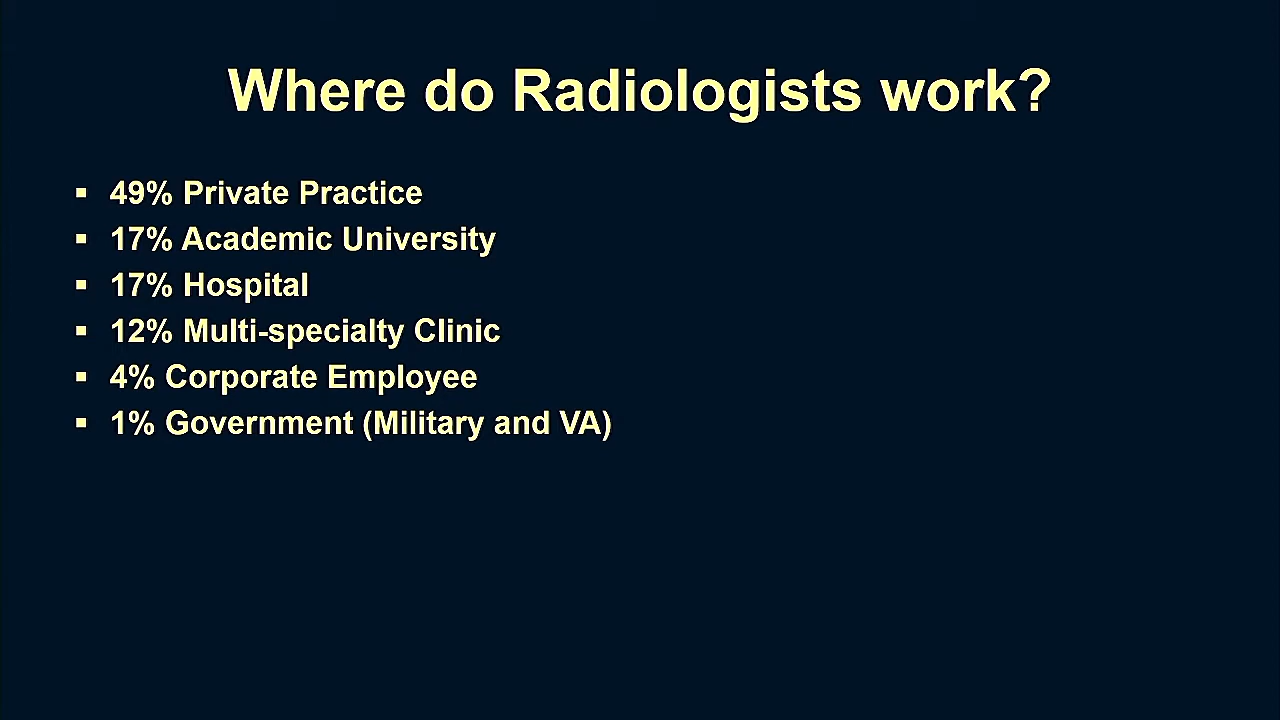 Where do Radiologists work?
▪ 49% Private Practice
▪ 17% Academic University
▪ 17% Hospital
▪ 12% Multi-specialty Clinic
▪ 4% Corporate Employee
▪ 1% Government (Military and VA)